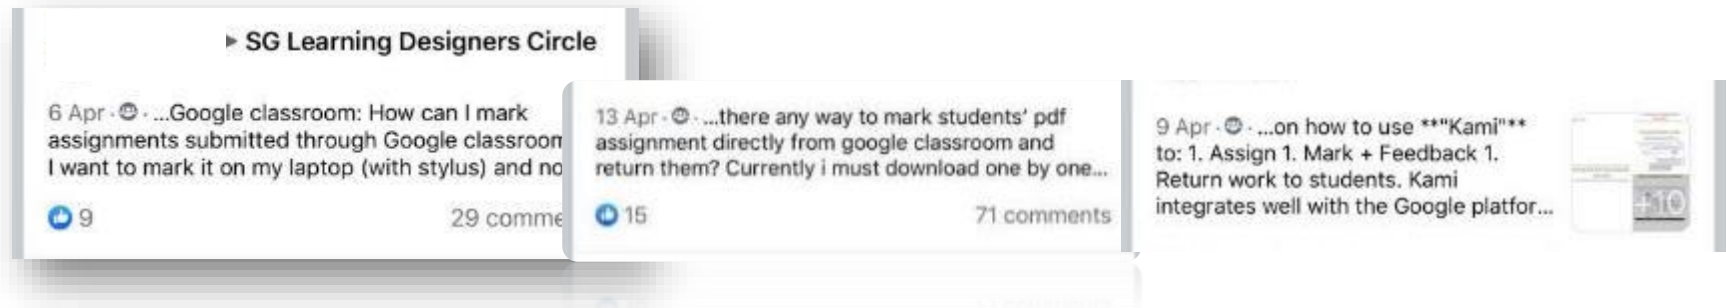 ▸ SG Learning Designers Circle
6 Apr · ...Google classroom: How can I mark
assignments submitted through Google classroom
I want to mark it on my laptop (with stylus) and no
9
29 comme
13 Apr · ...there any way to mark students' pdf
assignment directly from google classroom and
return them? Currently i must download one by one...
15
71 comments
9 Apr · ...on how to use **"Kami"**
to: 1. Assign 1. Mark + Feedback 1.
Return work to students. Kami
integrates well with the Google platfor...
+10